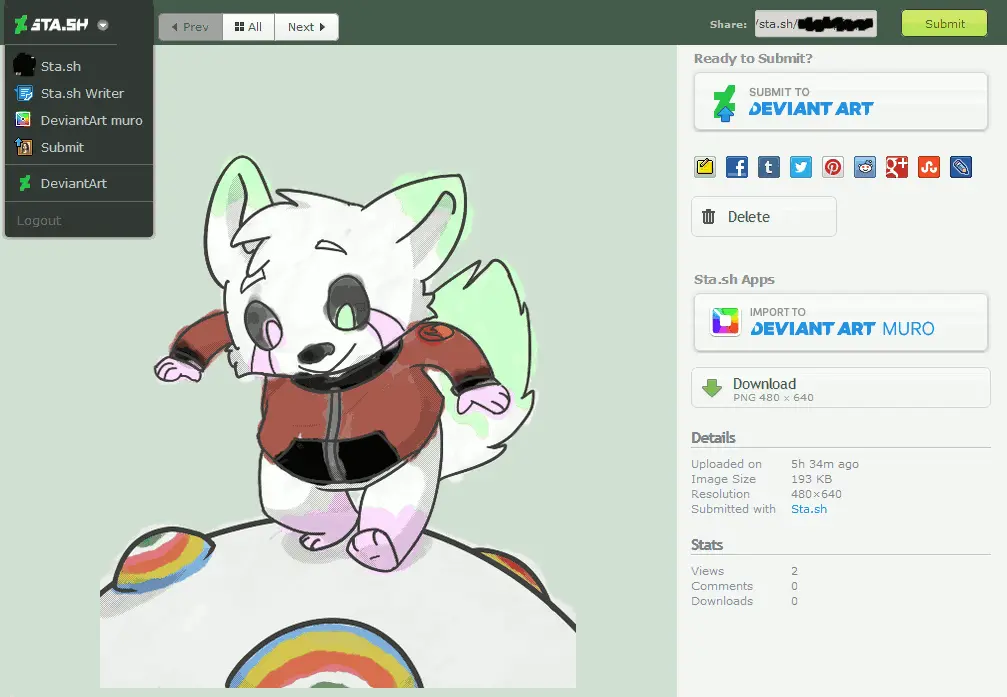 STA.SH
Prev
All
Next
Share:
/sta.sh/
Submit
Sta.sh
Sta.sh Writer
DeviantArt muro
Submit
DeviantArt
Logout
Ready to Submit?
SUBMIT TO
DEVIANT ART
Delete
Sta.sh Apps
IMPORT TO
DEVIANT ART MURO
Download
PNG 480 × 640
Details
Uploaded on 5h 34m ago
Image Size 193 KB
Resolution 480×640
Submitted with Sta.sh
Stats
Views 2
Comments 0
Downloads 0